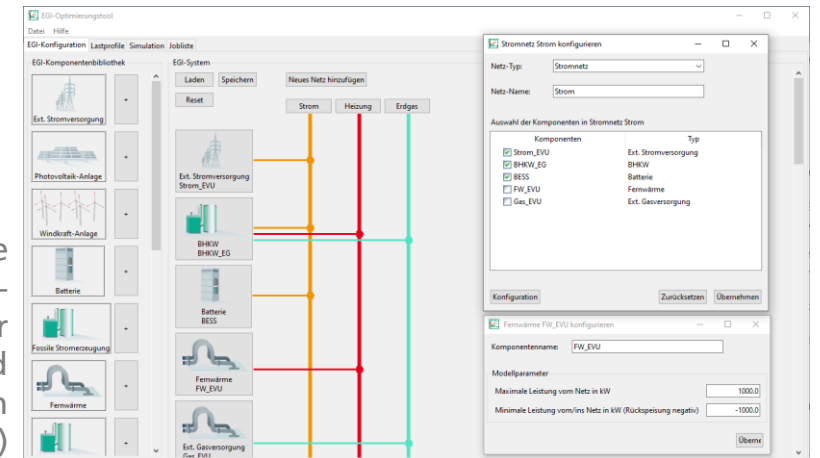 EGI-Optimierungstool
Datei Hilfe
EGI-Konfiguration Lastprofile Simulation Jobliste
EGI-Komponentenbibliothek
Ext. Stromversorgung
+
Photovoltaik-Anlage
+
Windkraft-Anlage
+
Batterie
+
Fossile Stromerzeugung
+
Fernwärme
+
+
EGI-System
Laden Speichern Neues Netz hinzufügen
Reset
Strom Heizung Erdgas
Ext. Stromversorgung
Strom_EVU
BHKW
BHKW_EG
Batterie
BESS
Fernwärme
FW_EVU
Ext. Gasversorgung
Gas_EVU
Stromnetz Strom konfigurieren
Netz-Typ: Stromnetz
Netz-Name: Strom
Auswahl der Komponenten in Stromnetz Strom
Komponenten Typ
Strom_EVU Ext. Stromversorgung
BHKW_EG BHKW
BESS Batterie
FW_EVU Fernwärme
Gas_EVU Ext. Gasversorgung
Konfiguration Zurücksetzen Übernehmen
Fernwärme FW_EVU konfigurieren
Komponentenname: FW_EVU
Modellparameter
Maximale Leistung vom Netz in kW 1000.0
Minimale Leistung vom/ins Netz in kW (Rückspeisung negativ) -1000.0
Überne
e
–
r
d
n
)